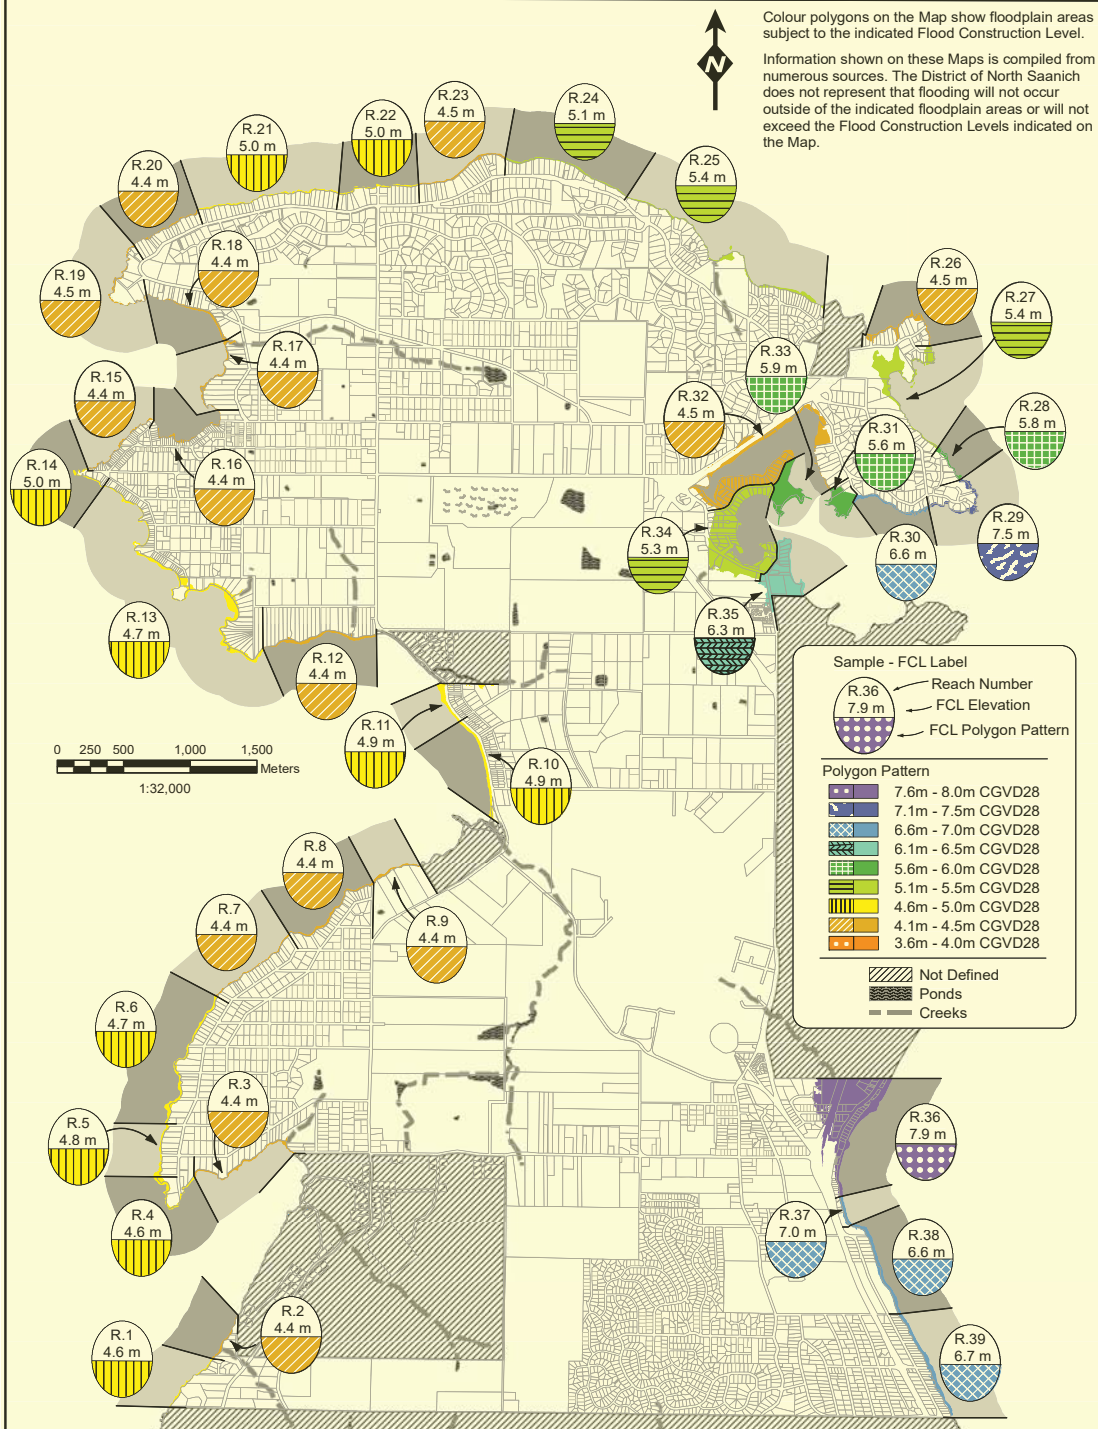 Colour polygons on the Map show floodplain areas
subject to the indicated Flood Construction Level.
Information shown on these Maps is compiled from
numerous sources. The District of North Saanich
does not represent that flooding will not occur
outside of the indicated floodplain areas or will not
exceed the Flood Construction Levels indicated on
the Map.
N
R.23
4.5 m
R.24
5.1 m
R.22
5.0 m
R.21
5.0 m
R.20
4.4 m
R.25
5.4 m
R.18
4.4 m
R.19
4.5 m
R.26
4.5 m
R.27
5.4 m
R.17
4.4 m
R.33
5.9 m
R.15
4.4 m
R.32
4.5 m
R.28
5.8 m
R.31
5.6 m
R.14
5.0 m
R.16
4.4 m
R.34
5.3 m
R.30
6.6 m
R.29
7.5 m
R.13
4.7 m
R.35
6.3 m
R.12
4.4 m
R.11
4.9 m
R.10
4.9 m
0 250 500 1,000 1,500
Meters
1:32,000
Sample - FCL Label
R.36
7.9 m
Reach Number
FCL Elevation
FCL Polygon Pattern
Polygon Pattern
7.6m - 8.0m CGVD28
7.1m - 7.5m CGVD28
6.6m - 7.0m CGVD28
6.1m - 6.5m CGVD28
5.6m - 6.0m CGVD28
5.1m - 5.5m CGVD28
4.6m - 5.0m CGVD28
4.1m - 4.5m CGVD28
3.6m - 4.0m CGVD28
Not Defined
Ponds
Creeks
R.8
4.4 m
R.7
4.4 m
R.9
4.4 m
R.6
4.7 m
R.3
4.4 m
R.5
4.8 m
R.36
7.9 m
R.4
4.6 m
R.37
7.0 m
R.38
6.6 m
R.2
4.4 m
R.1
4.6 m
R.39
6.7 m